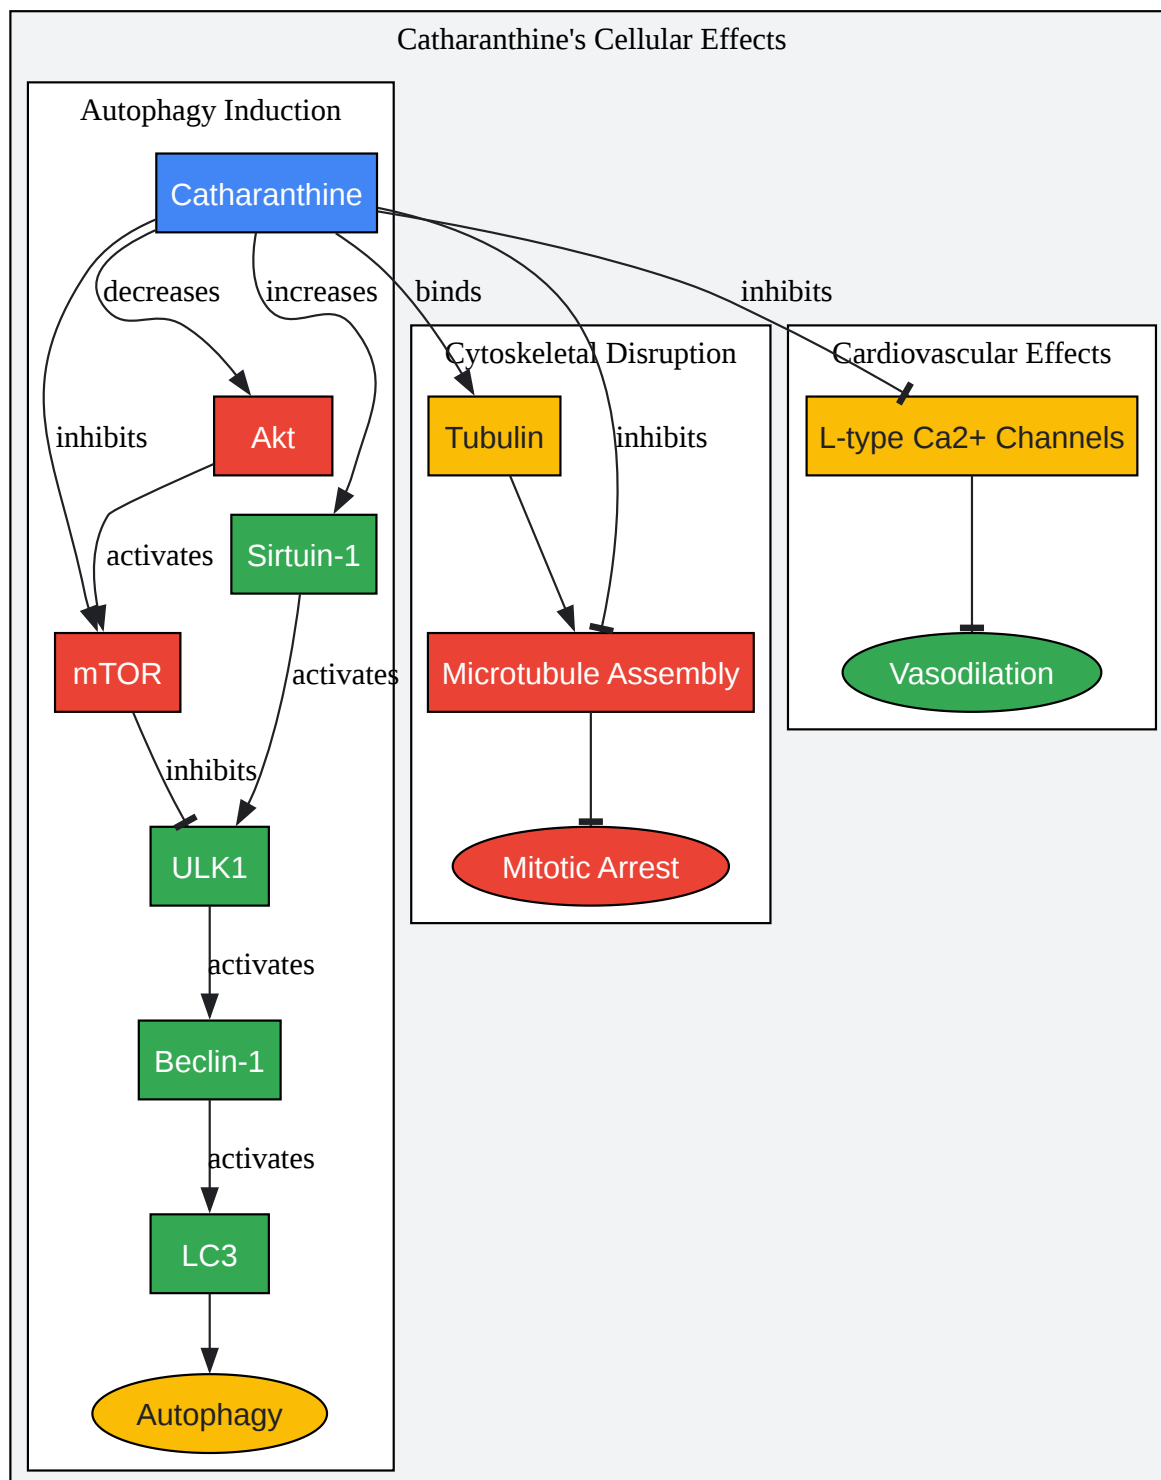 Catharanthine's Cellular Effects
Autophagy Induction
Catharanthine
decreases
increases
binds
inhibits
Cytoskeletal Disruption
Cardiovascular Effects
inhibits
Akt
Tubulin
inhibits
L-type Ca2+ Channels
activates
Sirtuin-1
mTOR
activates
Microtubule Assembly
Vasodilation
inhibits
ULK1
Mitotic Arrest
activates
Beclin-1
activates
LC3
Autophagy